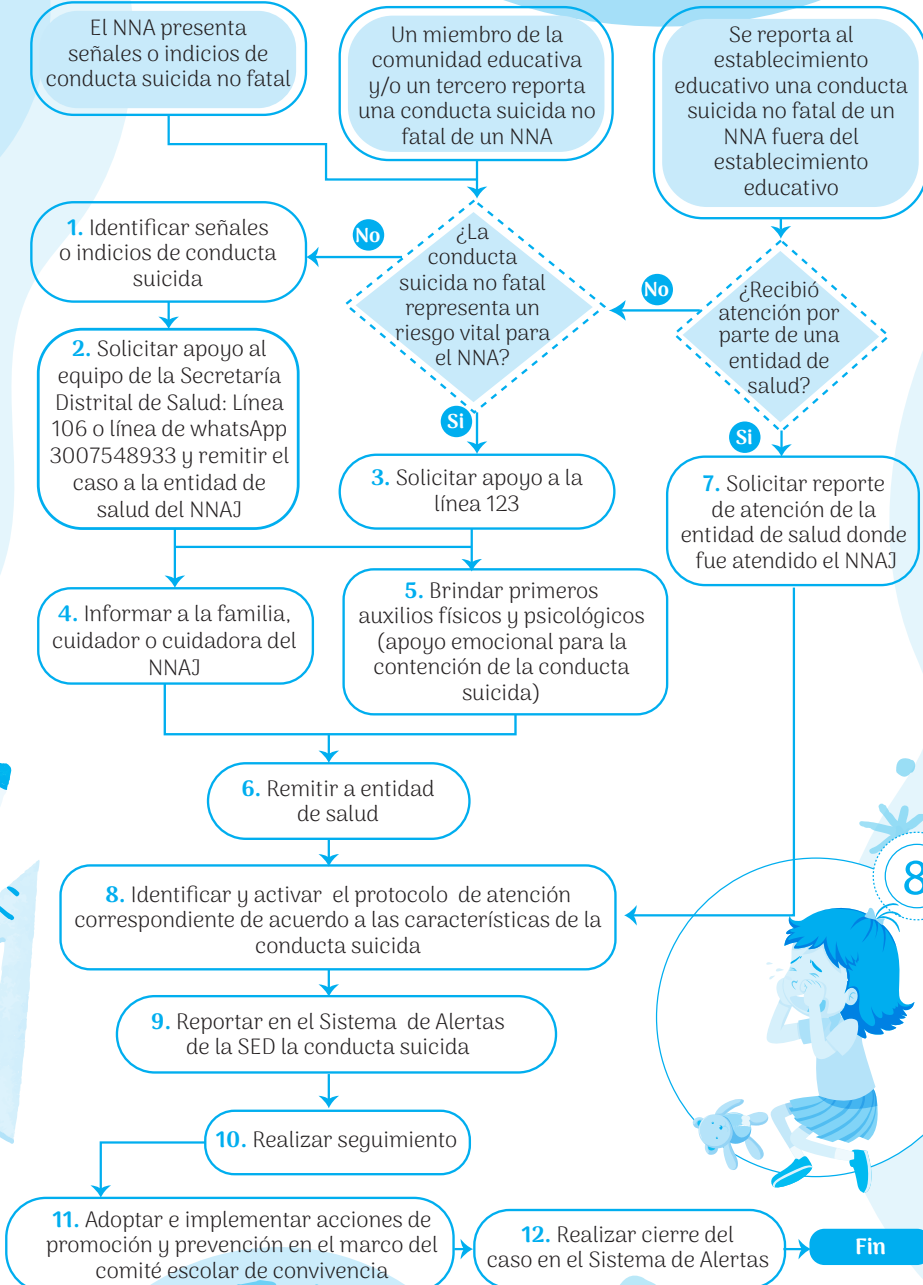 El NNA presenta
señales o indicios de
conducta suicida no fatal
Un miembro de la
comunidad educativa
y/o un tercero reporta
una conducta suicida no
fatal de un NNA
Se reporta al
establecimiento
educativo una conducta
suicida no fatal de un
NNA fuera del
establecimiento
educativo
1. Identificar señales
o indicios de conducta
suicida
No
¿La
conducta
suicida no fatal
representa un
riesgo vital para
el NNA?
No
¿Recibió
atención por
parte de una
entidad de
salud?
2. Solicitar apoyo al
equipo de la Secretaría
Distrital de Salud: Línea
106 o línea de whatsApp
3007548933 y remitir el
caso a la entidad de
salud del NNAJ
Si
Si
3. Solicitar apoyo a la
línea 123
7. Solicitar reporte
de atención de la
entidad de salud donde
fue atendido el NNAJ
4. Informar a la familia,
cuidador o cuidadora del
NNAJ
5. Brindar primeros
auxilios físicos y psicológicos
(apoyo emocional para la
contención de la conducta
suicida)
6. Remitir a entidad
de salud
8. Identificar y activar el protocolo de atención
correspondiente de acuerdo a las características de la
conducta suicida
8
9. Reportar en el Sistema de Alertas
de la SED la conducta suicida
10. Realizar seguimiento
11. Adoptar e implementar acciones de
promoción y prevención en el marco del
comité escolar de convivencia
12. Realizar cierre del
caso en el Sistema de Alertas
Fin